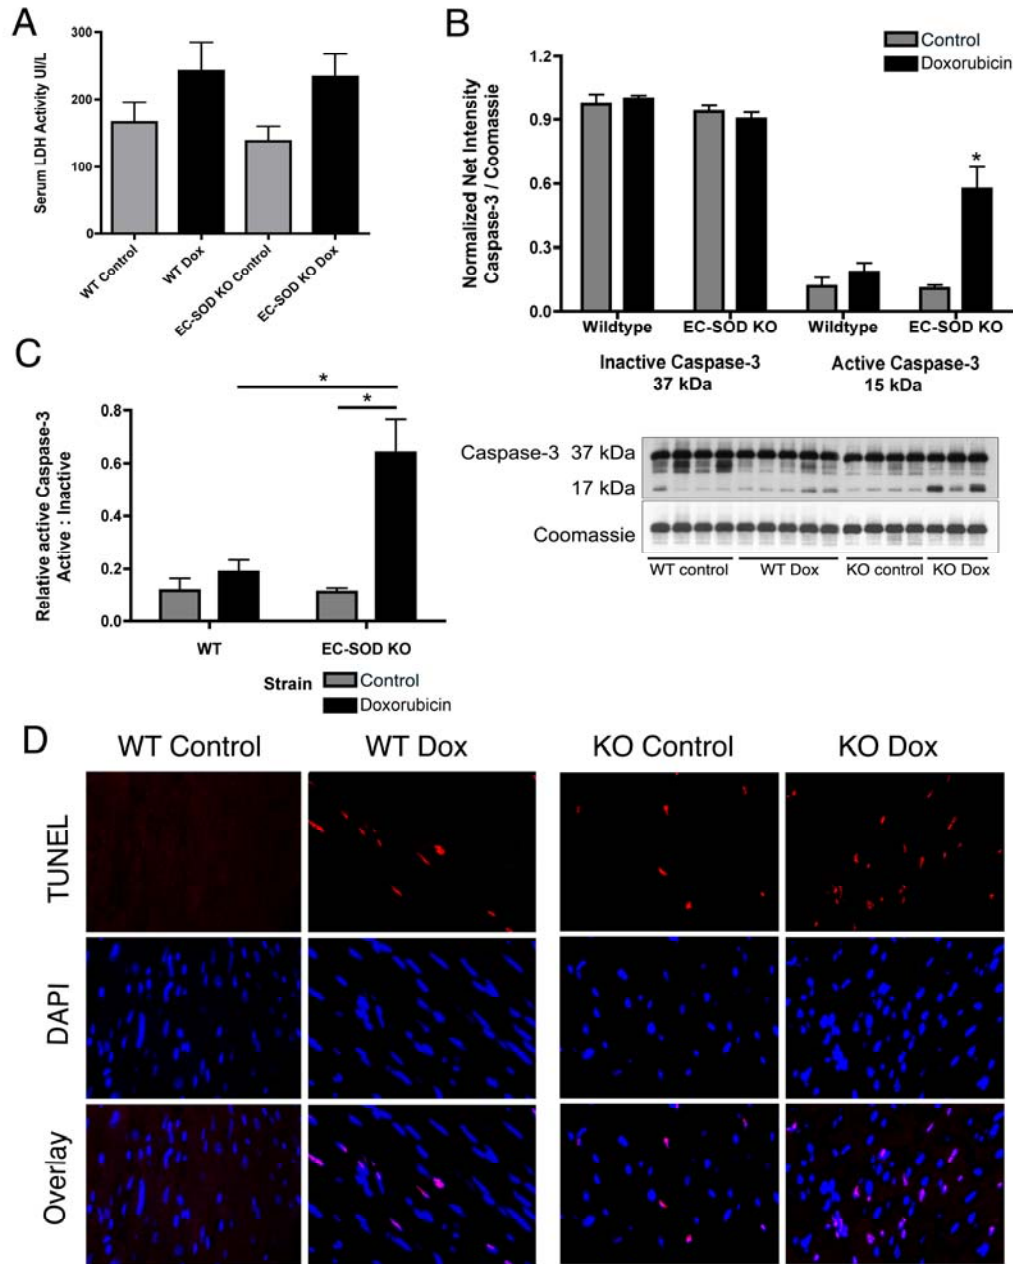 A
Serum LDH Activity UI/L
300
200
100
0
WT Control
WT Dox
EC-SOD KO Control
EC-SOD KO Dox
B
Control
Doxorubicin
Normalized Net Intensity
Caspase-3 / Coomassie
1.2
0.9
0.6
0.3
0.0
*
Wildtype
EC-SOD KO
Wildtype
EC-SOD KO
Inactive Caspase-3
37 kDa
Active Caspase-3
15 kDa
Caspase-3 37 kDa
17 kDa
Coomassie
WT control
WT Dox
KO control
KO Dox
C
Relative active Caspase-3
Active : Inactive
0.8
0.6
0.4
0.2
0.0
*
*
WT
EC-SOD KO
Strain
Control
Doxorubicin
D
WT Control
WT Dox
KO Control
KO Dox
TUNEL
DAPI
Overlay